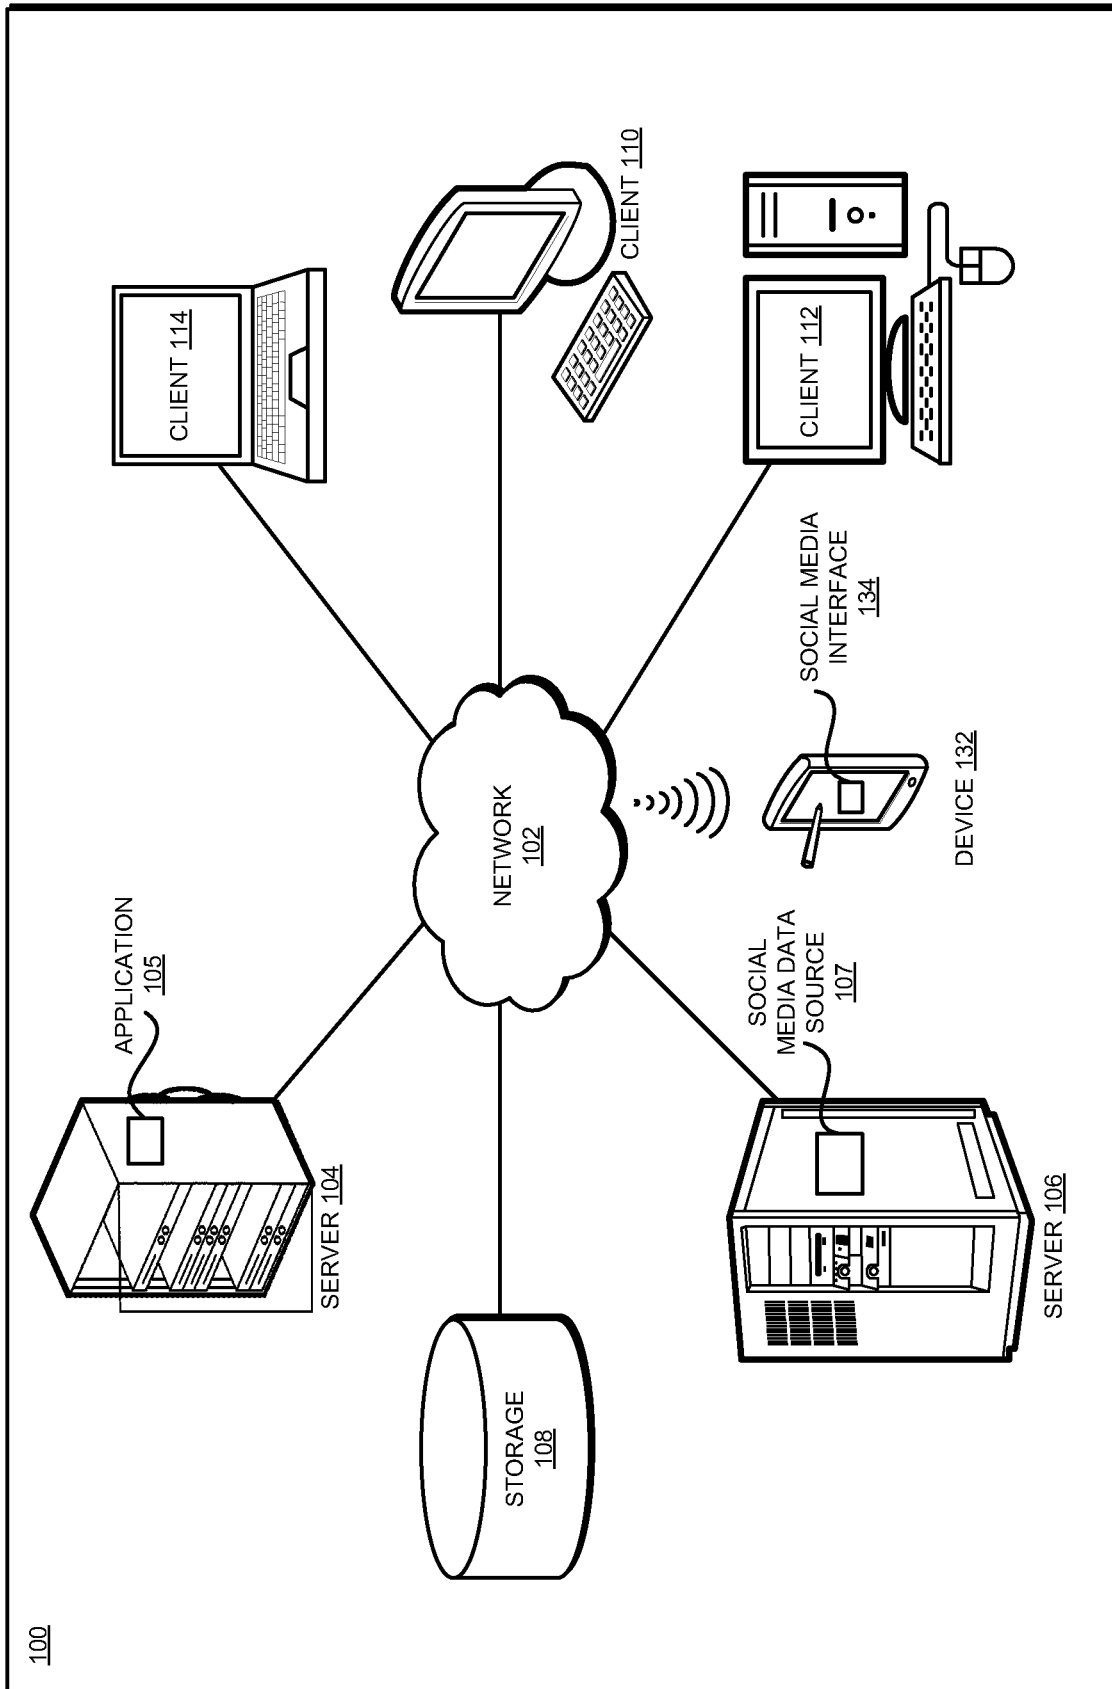 100
APPLICATION
105
SERVER 104
CLIENT 114
STORAGE
108
NETWORK
102
CLIENT 110
SOCIAL
MEDIA DATA
SOURCE
107
SERVER 106
DEVICE 132
SOCIAL MEDIA
INTERFACE
134
CLIENT 112